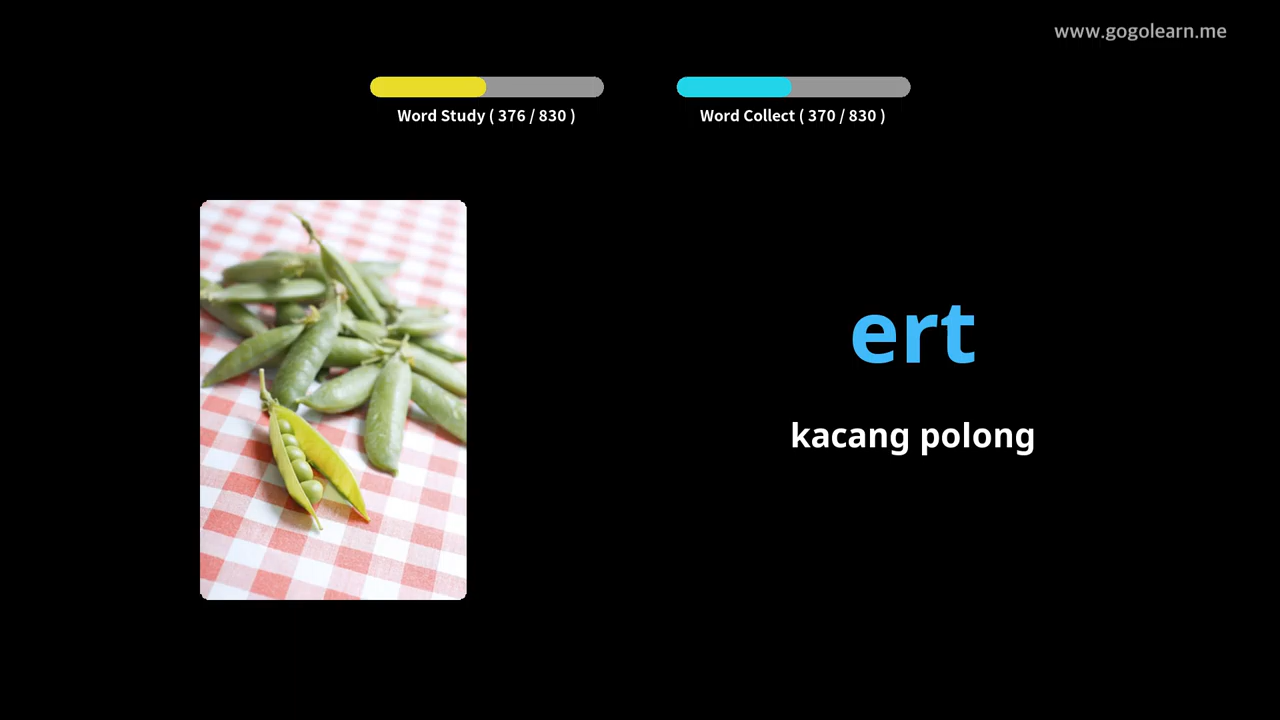 www.gogolearn.me
Word Study ( 376 / 830 )
Word Collect ( 370 / 830 )
ert
kacang polong